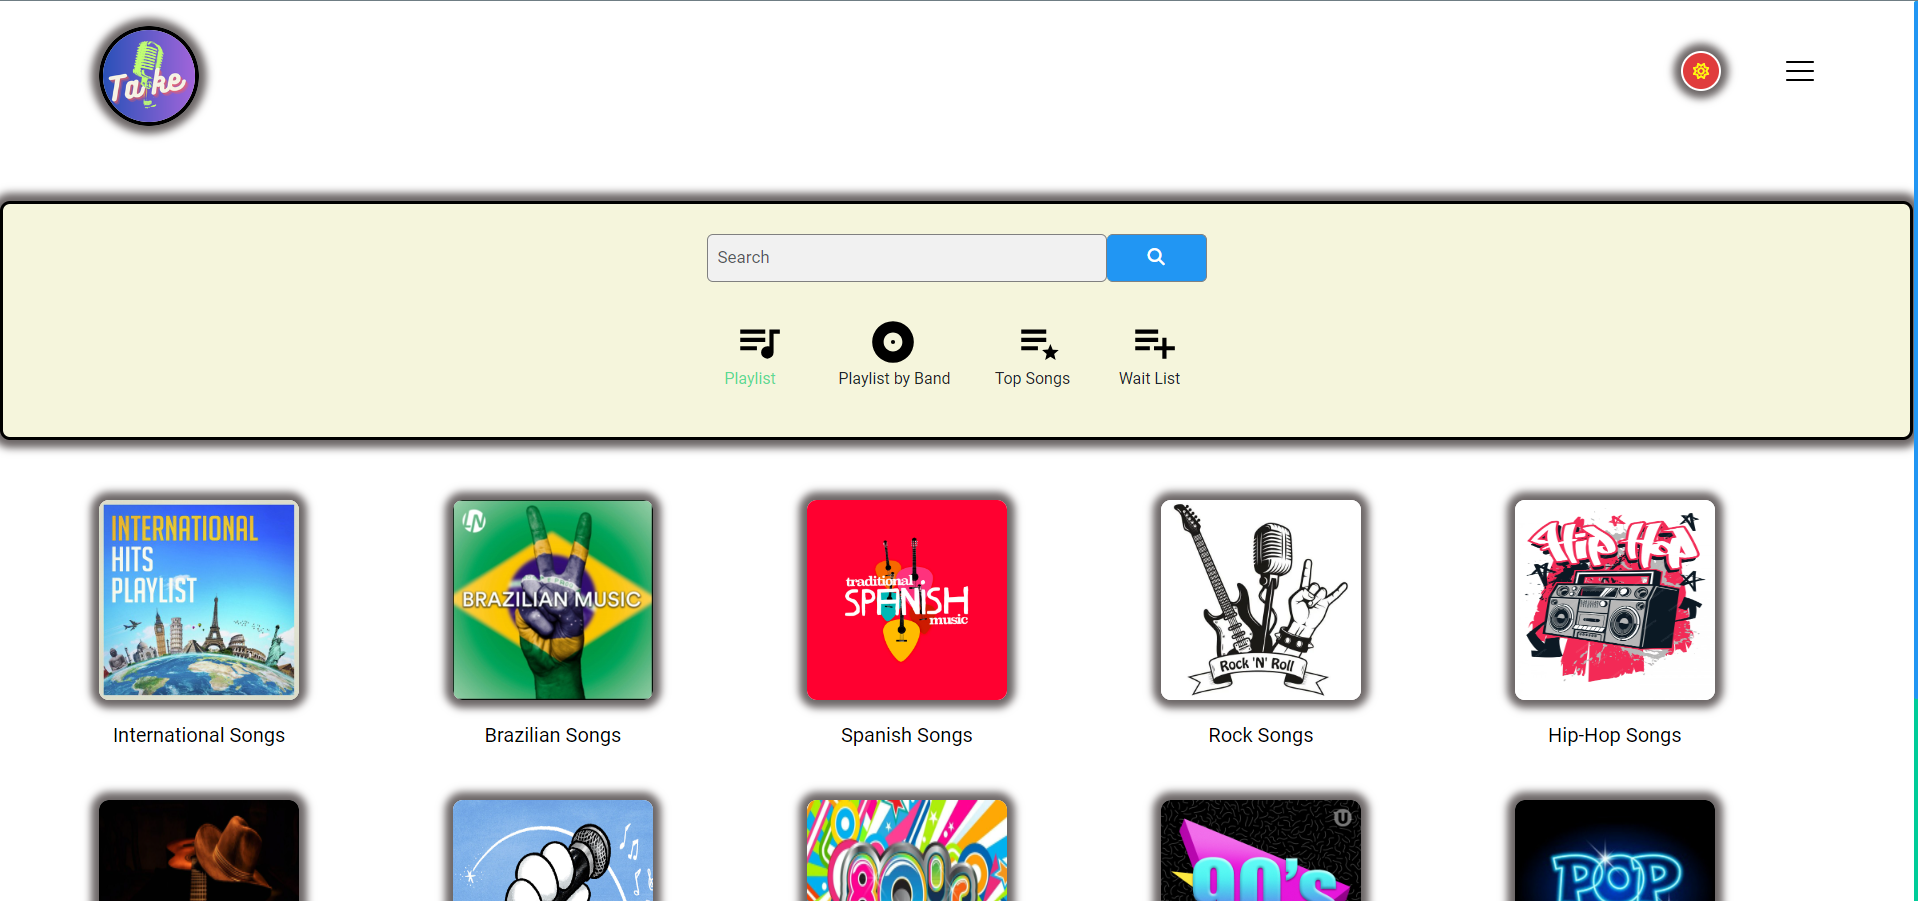 Take
Search
Playlist
Playlist by Band
Top Songs
Wait List
INTERNATIONAL
HITS
PLAYLIST
BRAZILIAN MUSIC
traditional
SPANISH
music
Rock 'N' Roll
Hip-Hop
International Songs
Brazilian Songs
Spanish Songs
Rock Songs
Hip-Hop Songs
80's
90's
POP